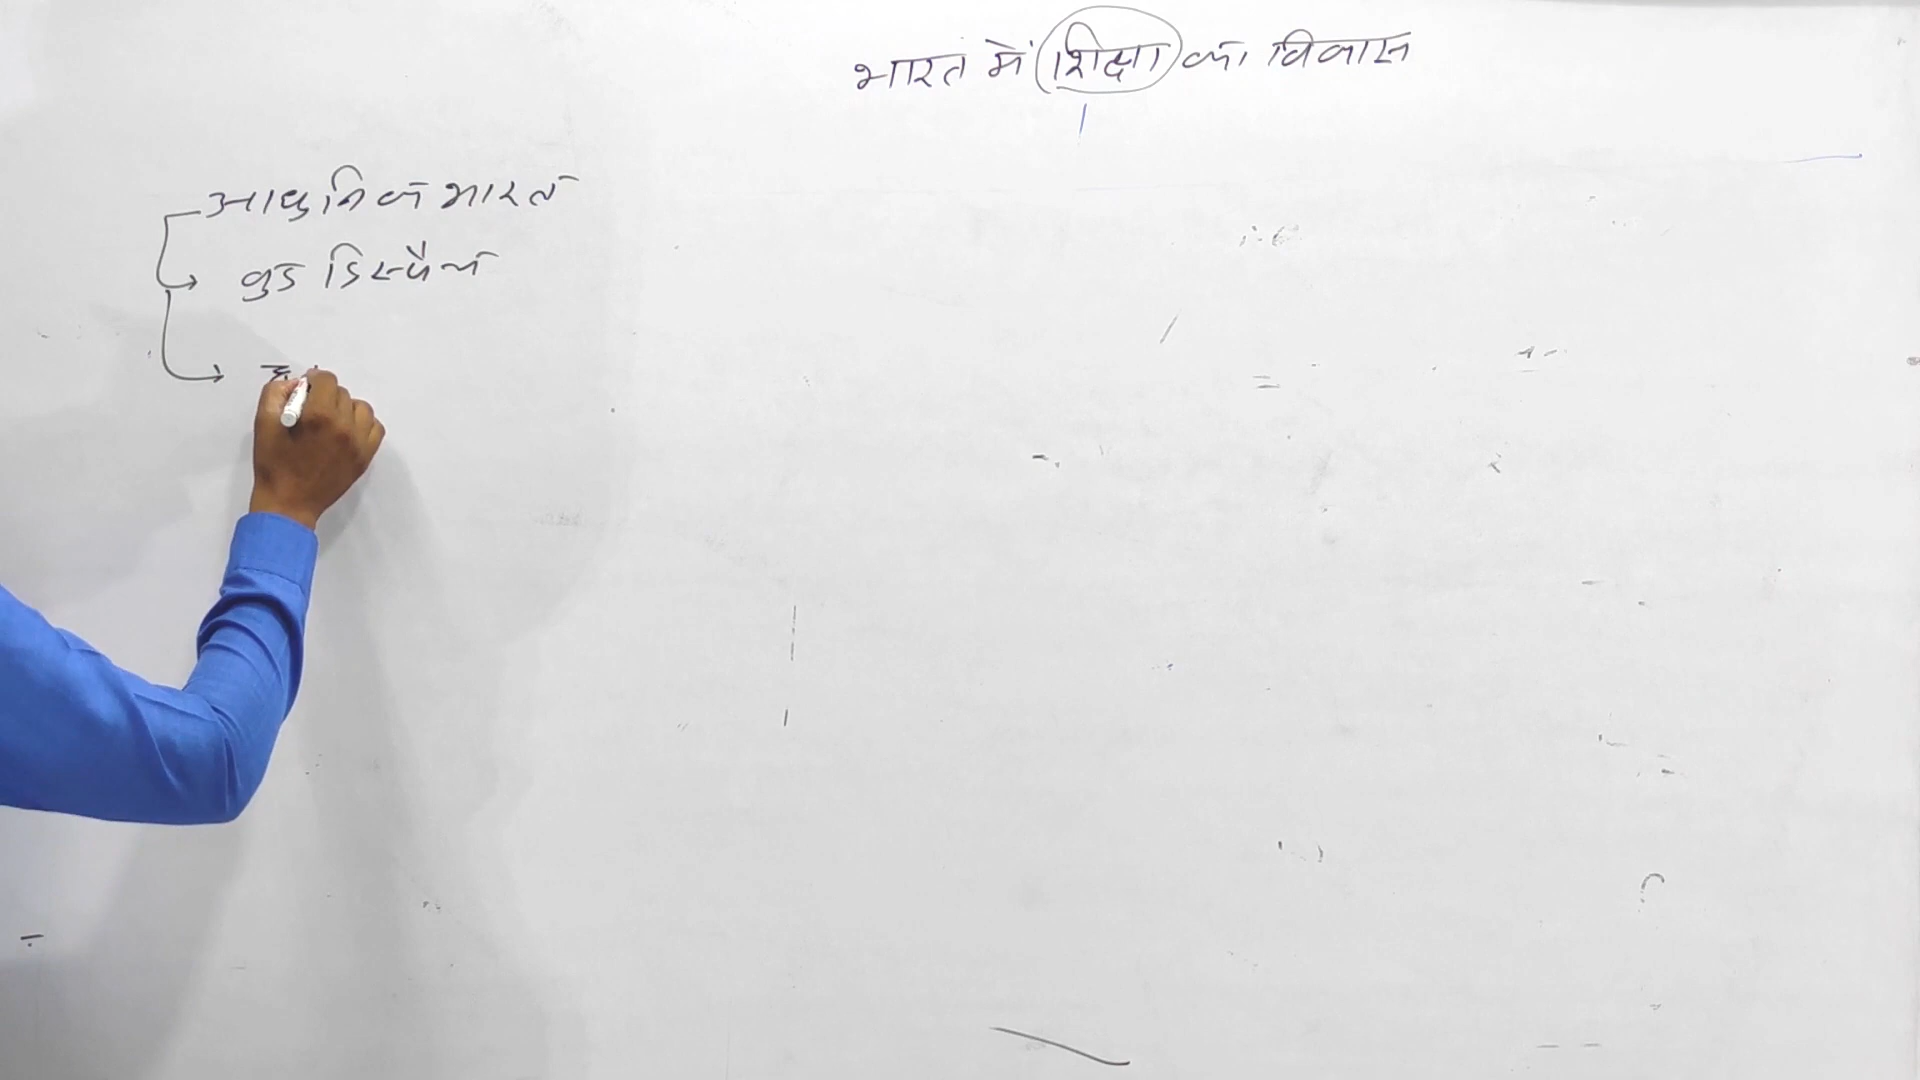 भारत में शिक्षा का विकास
आधुनिक भारत
वुड डिस्पैच